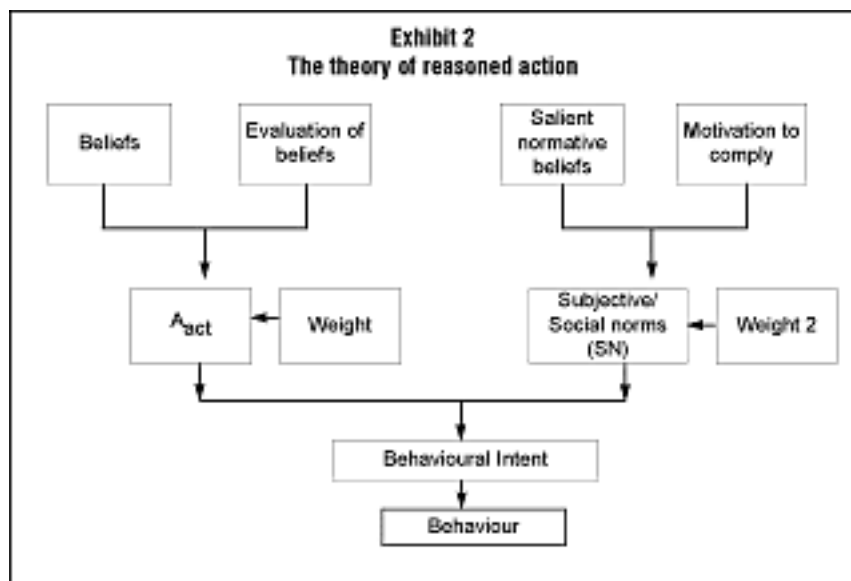 Exhibit 2
The theory of reasoned action
Beliefs
Evaluation of
beliefs
Salient
normative
beliefs
Motivation to
comply
Aact
Weight
Subjective/
Social norms
(SN)
Weight 2
Behavioural Intent
Behaviour